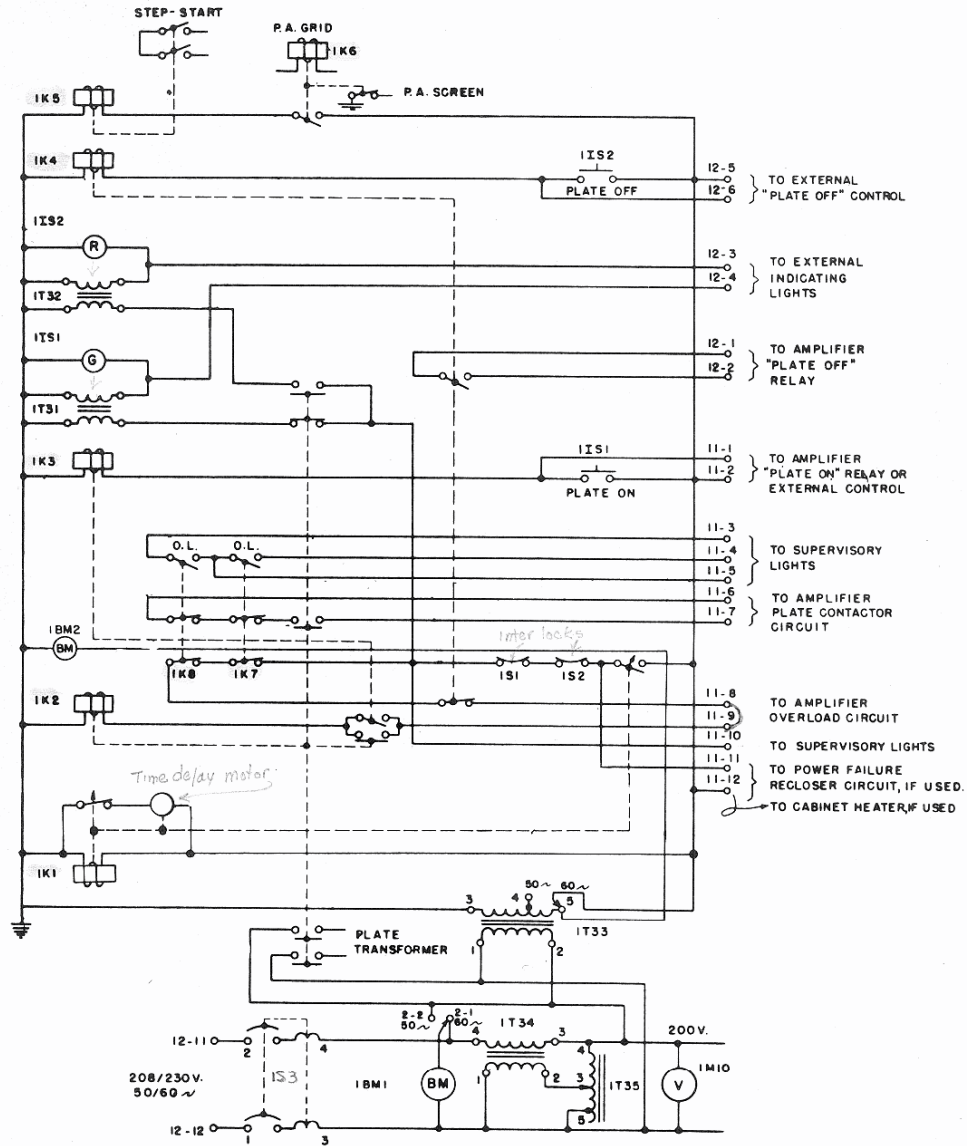 STEP-START
P.A. GRID
1K6
P.A. SCREEN
1K5
1K4
1IS2
PLATE OFF
12-5
12-6
TO EXTERNAL
"PLATE OFF" CONTROL
1IS2
R
1T32
12-3
12-4
TO EXTERNAL
INDICATING
LIGHTS
1IS1
G
1T31
12-1
12-2
TO AMPLIFIER
"PLATE OFF"
RELAY
1K3
1IS1
PLATE ON
11-1
11-2
TO AMPLIFIER
"PLATE ON" RELAY OR
EXTERNAL CONTROL
O.L. O.L.
11-3
11-4
11-5
TO SUPERVISORY
LIGHTS
11-6
11-7
TO AMPLIFIER
PLATE CONTACTOR
CIRCUIT
1BM2
BM
Inter locks
1K8 1K7 1S1 1S2
1K2
11-8
11-9
TO AMPLIFIER
OVERLOAD CIRCUIT
11-10
TO SUPERVISORY LIGHTS
11-11
11-12
TO POWER FAILURE
RECLOSER CIRCUIT, IF USED.
TO CABINET HEATER, IF USED
Time delay motor.
1K1
3 4 50~ 60~ 5
1T33
1 2
PLATE
TRANSFORMER
2-2
50~
2-1
60~
4 1T34 3
200V.
12-11 2 4
1S3
208/230V.
50/60~
1BM1
BM
1 2
4
3
5
1T35
V
1M10
12-12 1 3